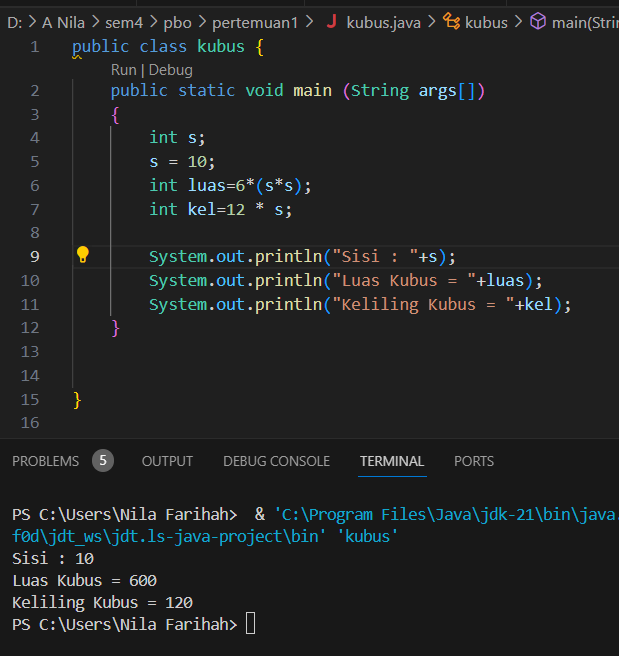 D: > A Nila > sem4 > pbo > pertemuan1 > J kubus.java > kubus > main(Strin
1 public class kubus {
Run | Debug
2 public static void main (String args[])
3 {
4 int s;
5 s = 10;
6 int luas=6*(s*s);
7 int kel=12 * s;
8
9 System.out.println("Sisi : "+s);
10 System.out.println("Luas Kubus = "+luas);
11 System.out.println("Keliling Kubus = "+kel);
12 }
13
14
15 }
16
PROBLEMS 5 OUTPUT DEBUG CONSOLE TERMINAL PORTS
PS C:\Users\Nila Farihah>  & 'C:\Program Files\Java\jdk-21\bin\java.
f0d\jdt_ws\jdt.ls-java-project\bin' 'kubus'
Sisi : 10
Luas Kubus = 600
Keliling Kubus = 120
PS C:\Users\Nila Farihah>